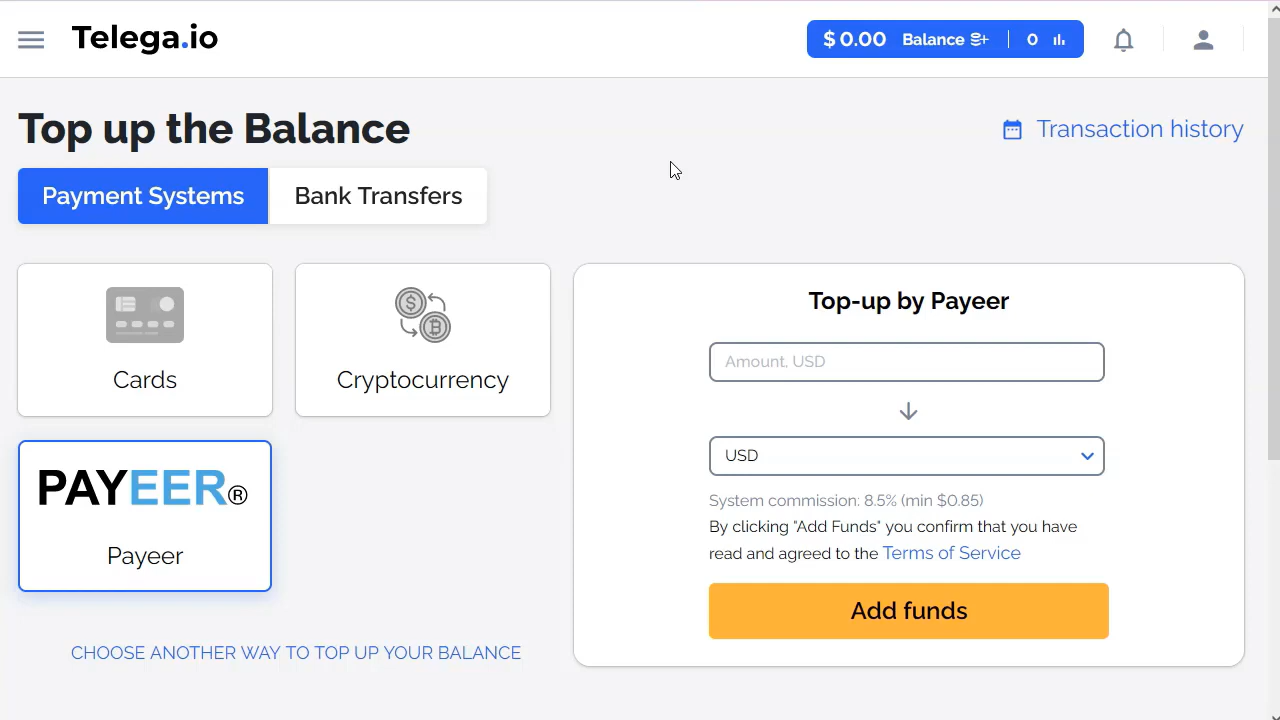 Telega.io
$ 0.00 Balance 0
Top up the Balance
Transaction history
Payment Systems
Bank Transfers
Cards
Cryptocurrency
PAYEER®
Payeer
CHOOSE ANOTHER WAY TO TOP UP YOUR BALANCE
Top-up by Payeer
Amount, USD
USD
System commission: 8.5% (min $0.85)
By clicking "Add Funds" you confirm that you have
read and agreed to the Terms of Service
Add funds